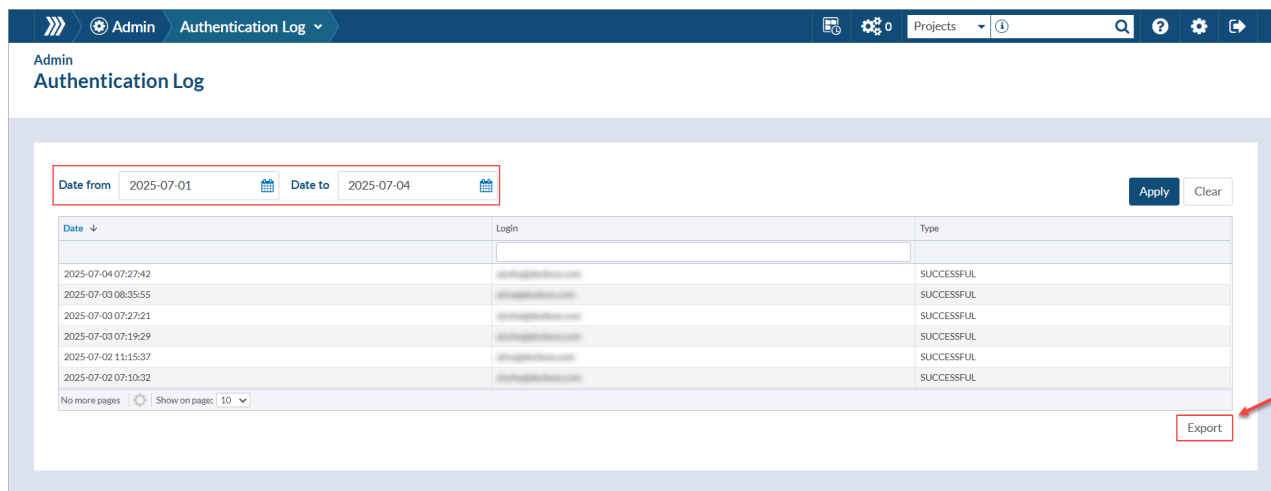 Admin Authentication Log 0 Projects
Admin
Authentication Log
Date from 2025-07-01 Date to 2025-07-04 Apply Clear
Date Login Type
2025-07-04 07:27:42 SUCCESSFUL
2025-07-03 08:35:55 SUCCESSFUL
2025-07-03 07:27:21 SUCCESSFUL
2025-07-03 07:19:29 SUCCESSFUL
2025-07-02 11:15:37 SUCCESSFUL
2025-07-02 07:10:32 SUCCESSFUL
No more pages Show on page: 10
Export